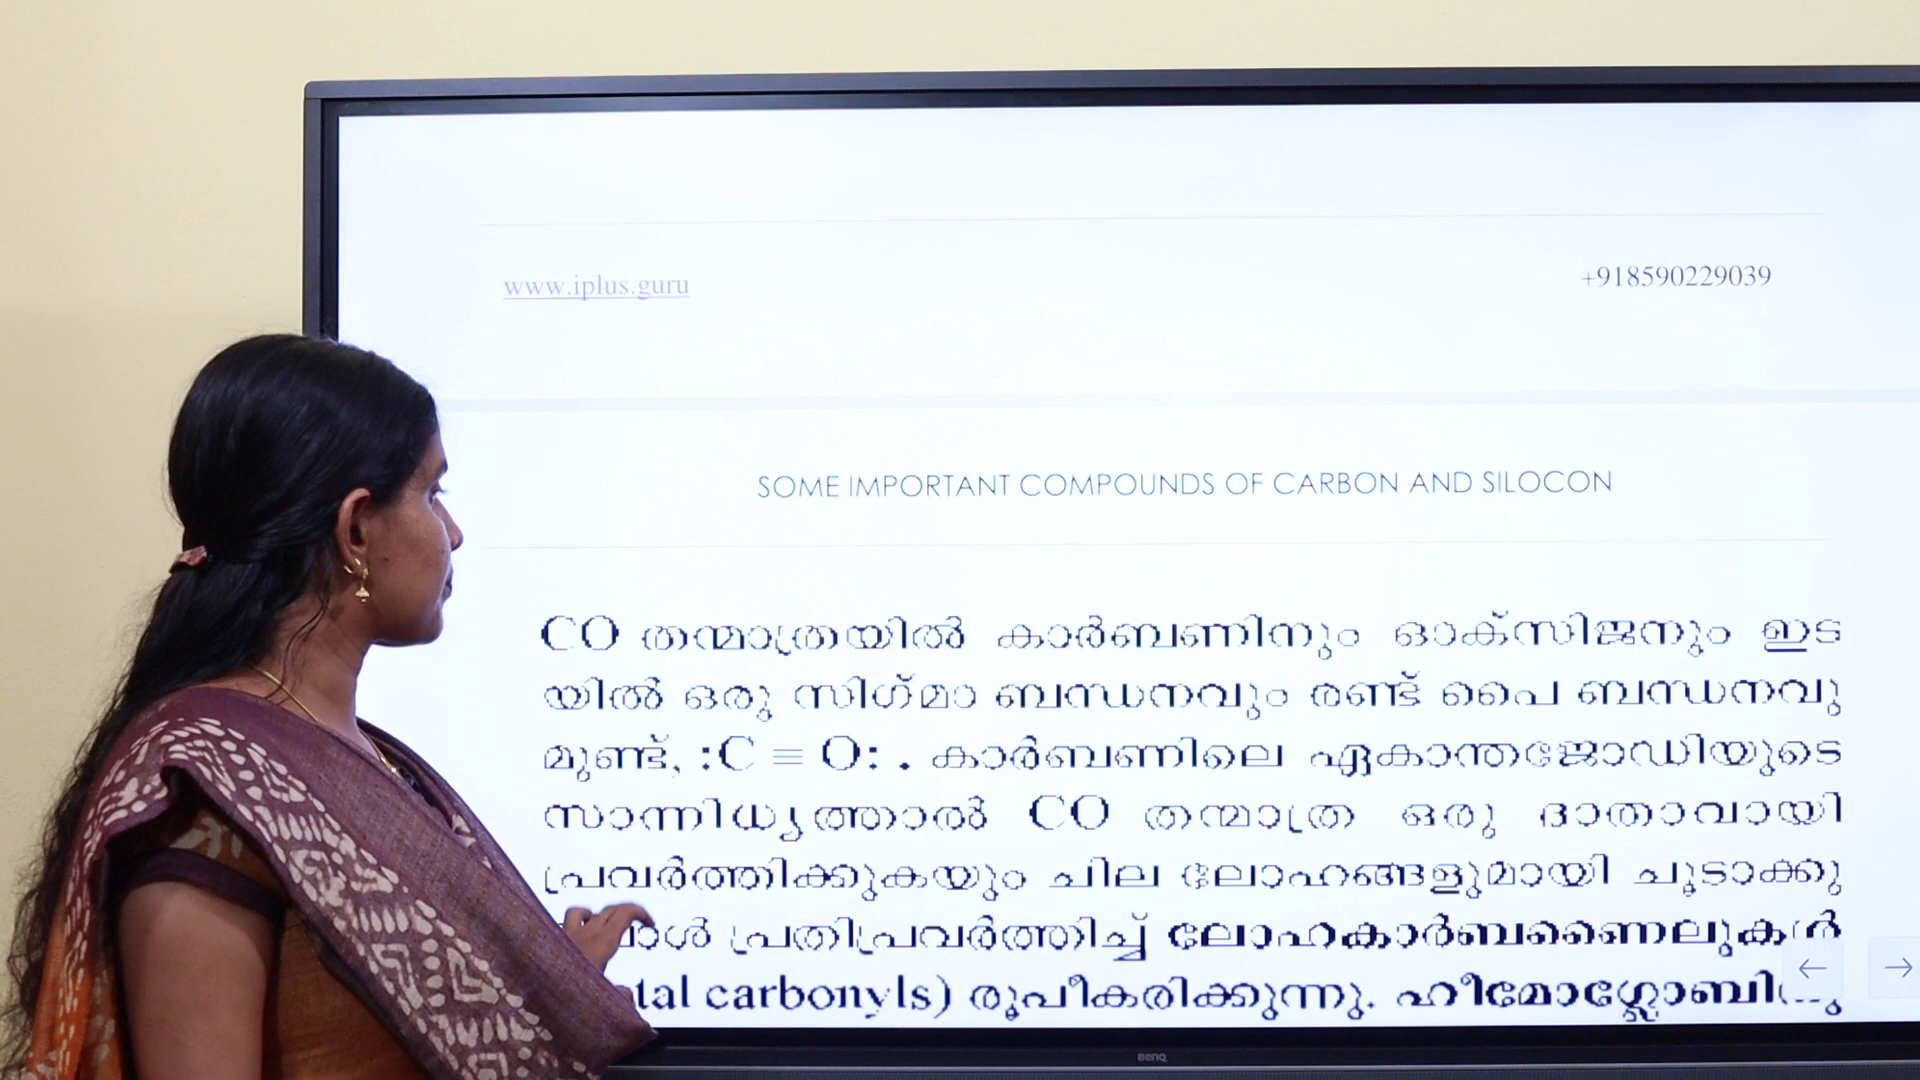 www.iplus.guru
+918590229039
SOME IMPORTANT COMPOUNDS OF CARBON AND SILOCON
CO തന്മാത്രയിൽ കാർബണിനും ഓക്സിജനും ഇട
യിൽ ഒരു സിഗ്മാ ബന്ധനവും രണ്ട് പൈ ബന്ധനവു
മുണ്ട്, :C ≡ O: . കാർബണിലെ ഏകാന്തജോഡിയുടെ
സാന്നിധ്യത്താൽ CO തന്മാത്ര ഒരു ദാതാവായി
പ്രവർത്തിക്കുകയും ചില ലോഹങ്ങളുമായി ചൂടാക്കു
പ്രതിപ്രവർത്തിച്ച് ലോഹകാർബണൈലുകൾ
carbonyls) രൂപീകരിക്കുന്നു.
BenQ